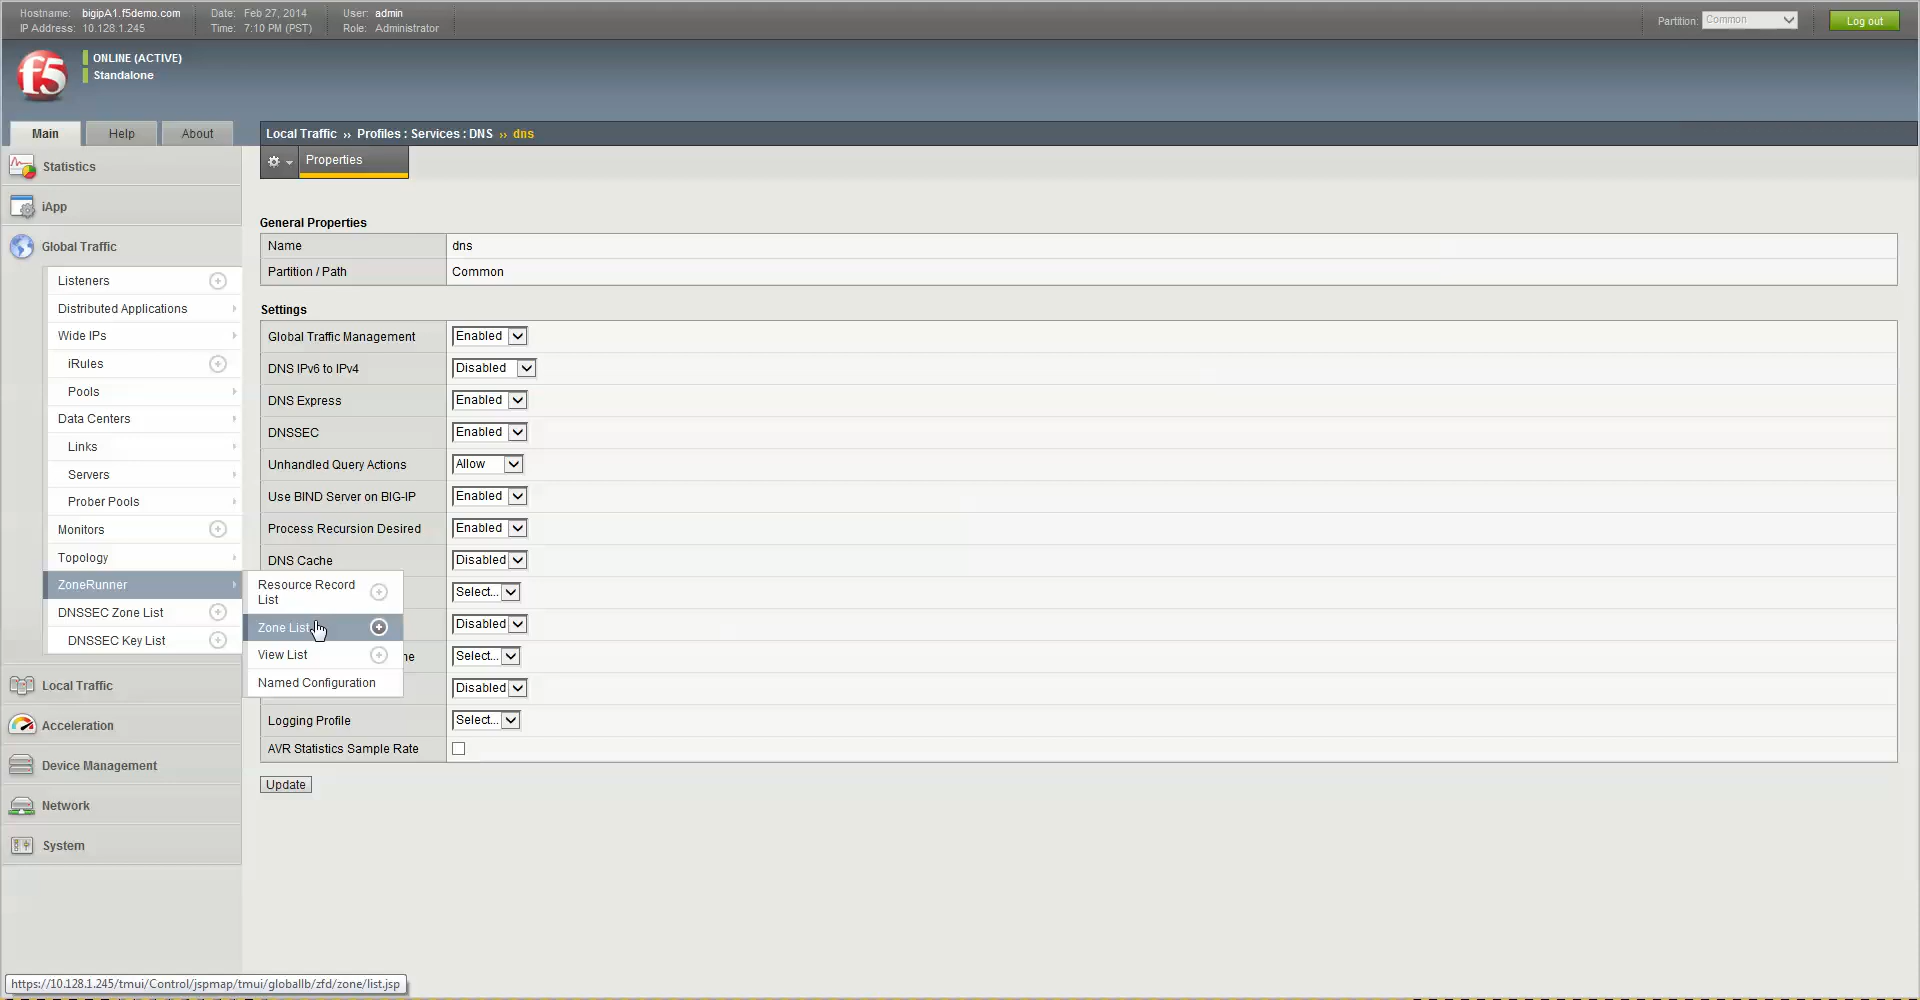 Hostname: bigipA1.f5demo.com
IP Address: 10.128.1.245
Date: Feb 27, 2014
Time: 7:10 PM (PST)
User: admin
Role: Administrator
Partition: Common
Log out
f5
ONLINE (ACTIVE)
Standalone
Main
Help
About
Local Traffic ›› Profiles : Services : DNS ›› dns
Properties
Statistics
iApp
Global Traffic
Listeners
Distributed Applications
Wide IPs
iRules
Pools
Data Centers
Links
Servers
Prober Pools
Monitors
Topology
ZoneRunner
DNSSEC Zone List
DNSSEC Key List
Resource Record
List
Zone List
View List
Named Configuration
Local Traffic
Acceleration
Device Management
Network
System
General Properties
Name dns
Partition / Path Common
Settings
Global Traffic Management Enabled
DNS IPv6 to IPv4 Disabled
DNS Express Enabled
DNSSEC Enabled
Unhandled Query Actions Allow
Use BIND Server on BIG-IP Enabled
Process Recursion Desired Enabled
DNS Cache Disabled
Select...
Disabled
Select...
Disabled
Logging Profile Select...
AVR Statistics Sample Rate
Update
https://10.128.1.245/tmui/Control/jspmap/tmui/globallb/zfd/zone/list.jsp